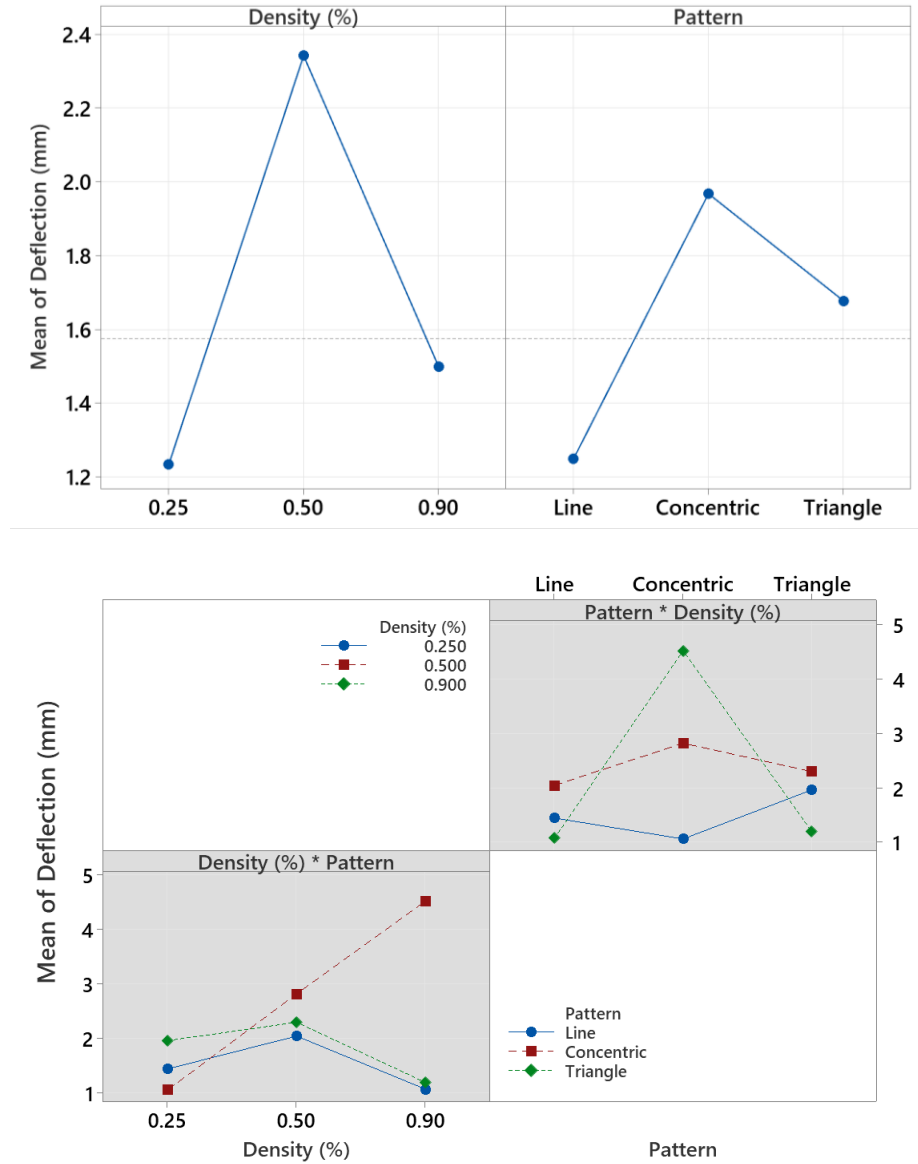 Density (%) Pattern
Mean of Deflection (mm)
2.4
2.2
2.0
1.8
1.6
1.4
1.2
0.25 0.50 0.90 Line Concentric Triangle
Line Concentric Triangle
Pattern * Density (%)
Density (%)
0.250
0.500
0.900
5
4
3
2
1
Mean of Deflection (mm)
Density (%) * Pattern
5
4
3
2
1
Pattern
Line
Concentric
Triangle
0.25 0.50 0.90
Density (%) Pattern